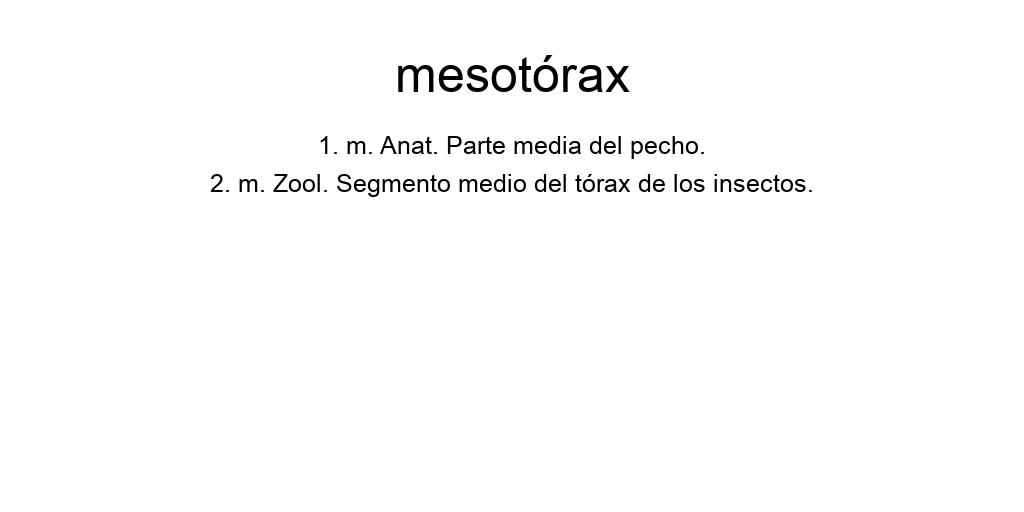 mesotórax
1. m. Anat. Parte media del pecho.
2. m. Zool. Segmento medio del tórax de los insectos.